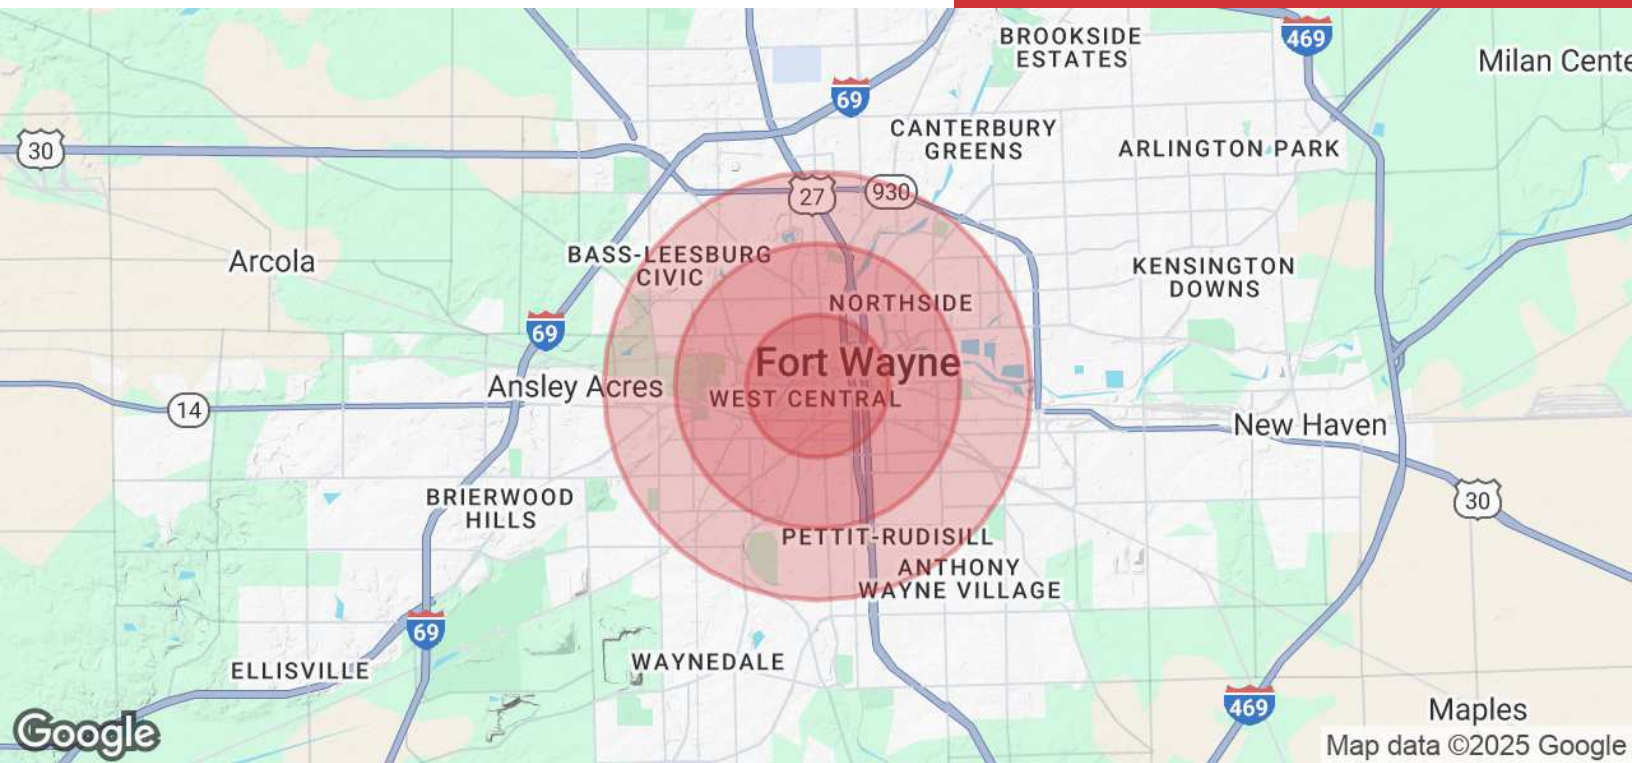 BROOKSIDE
ESTATES
469
Milan Cente
69
30
CANTERBURY
GREENS
ARLINGTON PARK
27
930
Arcola
BASS-LEESBURG
CIVIC
KENSINGTON
DOWNS
NORTHSIDE
69
Fort Wayne
Ansley Acres
WEST CENTRAL
14
New Haven
BRIERWOOD
HILLS
30
PETTIT-RUDISILL
ANTHONY
WAYNE VILLAGE
69
ELLISVILLE
WAYNEDALE
469
Maples
Google
Map data ©2025 Google